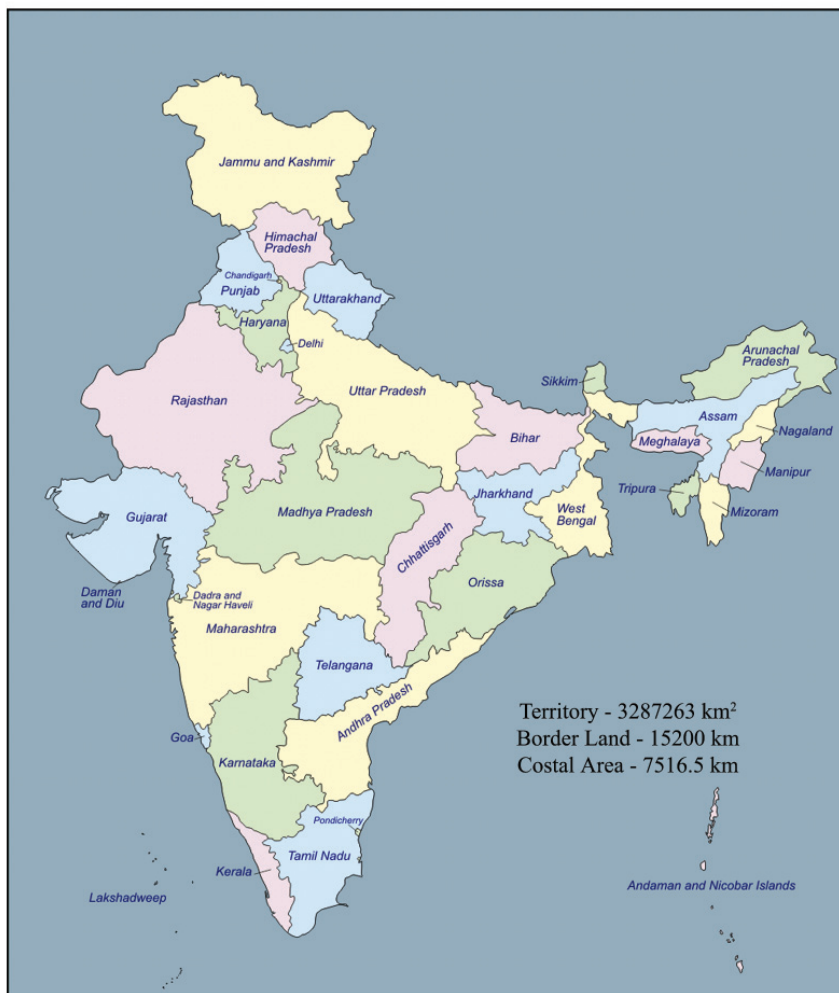 Jammu and Kashmir
Himachal
Pradesh
Chandigarh
Punjab
Uttarakhand
Haryana
Delhi
Rajasthan
Uttar Pradesh
Sikkim
Arunachal
Pradesh
Assam
Nagaland
Meghalaya
Bihar
Manipur
Tripura
Mizoram
Jharkhand
West
Bengal
Gujarat
Madhya Pradesh
Chhattisgarh
Orissa
Daman
and Diu
Dadra and
Nagar Haveli
Maharashtra
Telangana
Andhra Pradesh
Territory - 3287263 km²
Border Land - 15200 km
Costal Area - 7516.5 km
Goa
Karnataka
Pondicherry
Tamil Nadu
Kerala
Lakshadweep
Andaman and Nicobar Islands